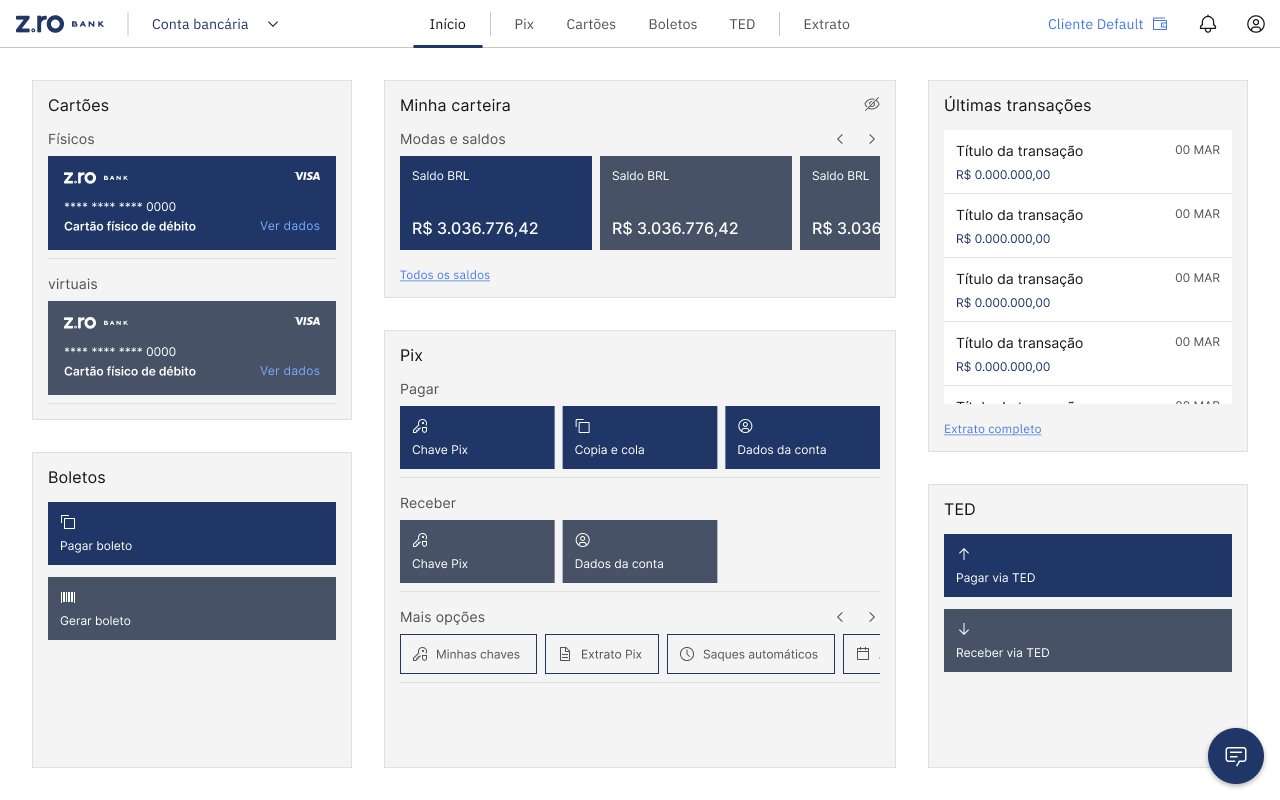 z.ro BANK
Conta bancária
Início
Pix
Cartões
Boletos
TED
Extrato
Cliente Default
Cartões
Físicos
z.ro BANK
VISA
**** **** **** 0000
Cartão físico de débito
Ver dados
virtuais
z.ro BANK
VISA
**** **** **** 0000
Cartão físico de débito
Ver dados
Boletos
Pagar boleto
Gerar boleto
Minha carteira
Modas e saldos
Saldo BRL
R$ 3.036.776,42
Saldo BRL
R$ 3.036.776,42
Saldo BRL
R$ 3.036
Todos os saldos
Pix
Pagar
Chave Pix
Copia e cola
Dados da conta
Receber
Chave Pix
Dados da conta
Mais opções
Minhas chaves
Extrato Pix
Saques automáticos
Últimas transações
Título da transação
00 MAR
R$ 0.000.000,00
Título da transação
00 MAR
R$ 0.000.000,00
Título da transação
00 MAR
R$ 0.000.000,00
Título da transação
00 MAR
R$ 0.000.000,00
Título da transação
00 MAR
Extrato completo
TED
Pagar via TED
Receber via TED